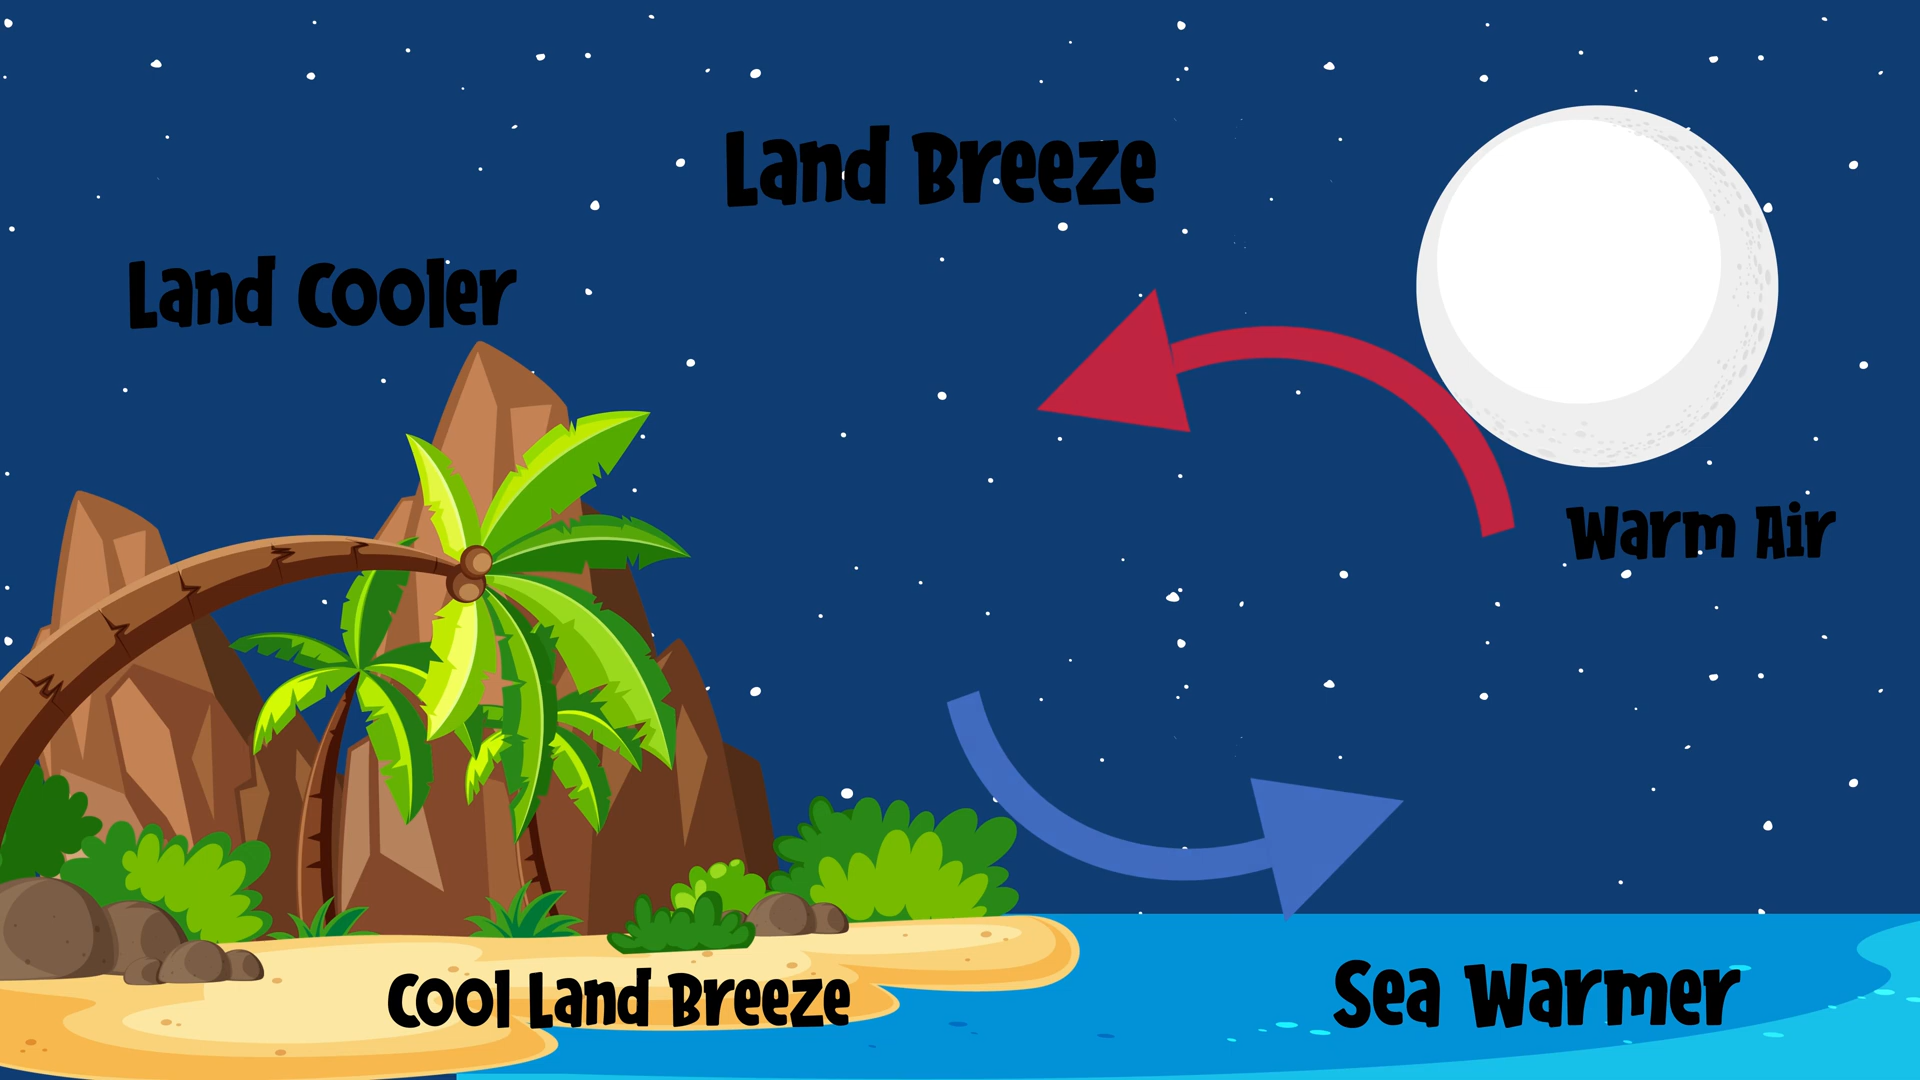 Land Breeze
Land Cooler
Warm Air
Cool Land Breeze
Sea Warmer